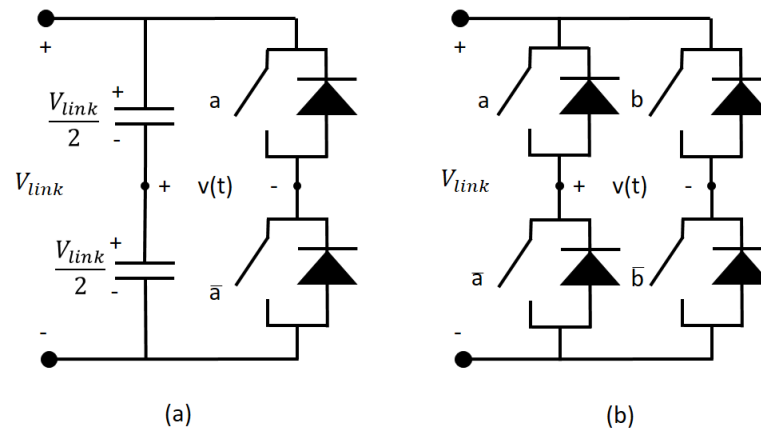 +
+
V_link
2
-
a
V_link
+
v(t)
-
+
V_link
2
-
ā
-
(a)
+
a
b
V_link
+
v(t)
-
ā
b̄
-
(b)